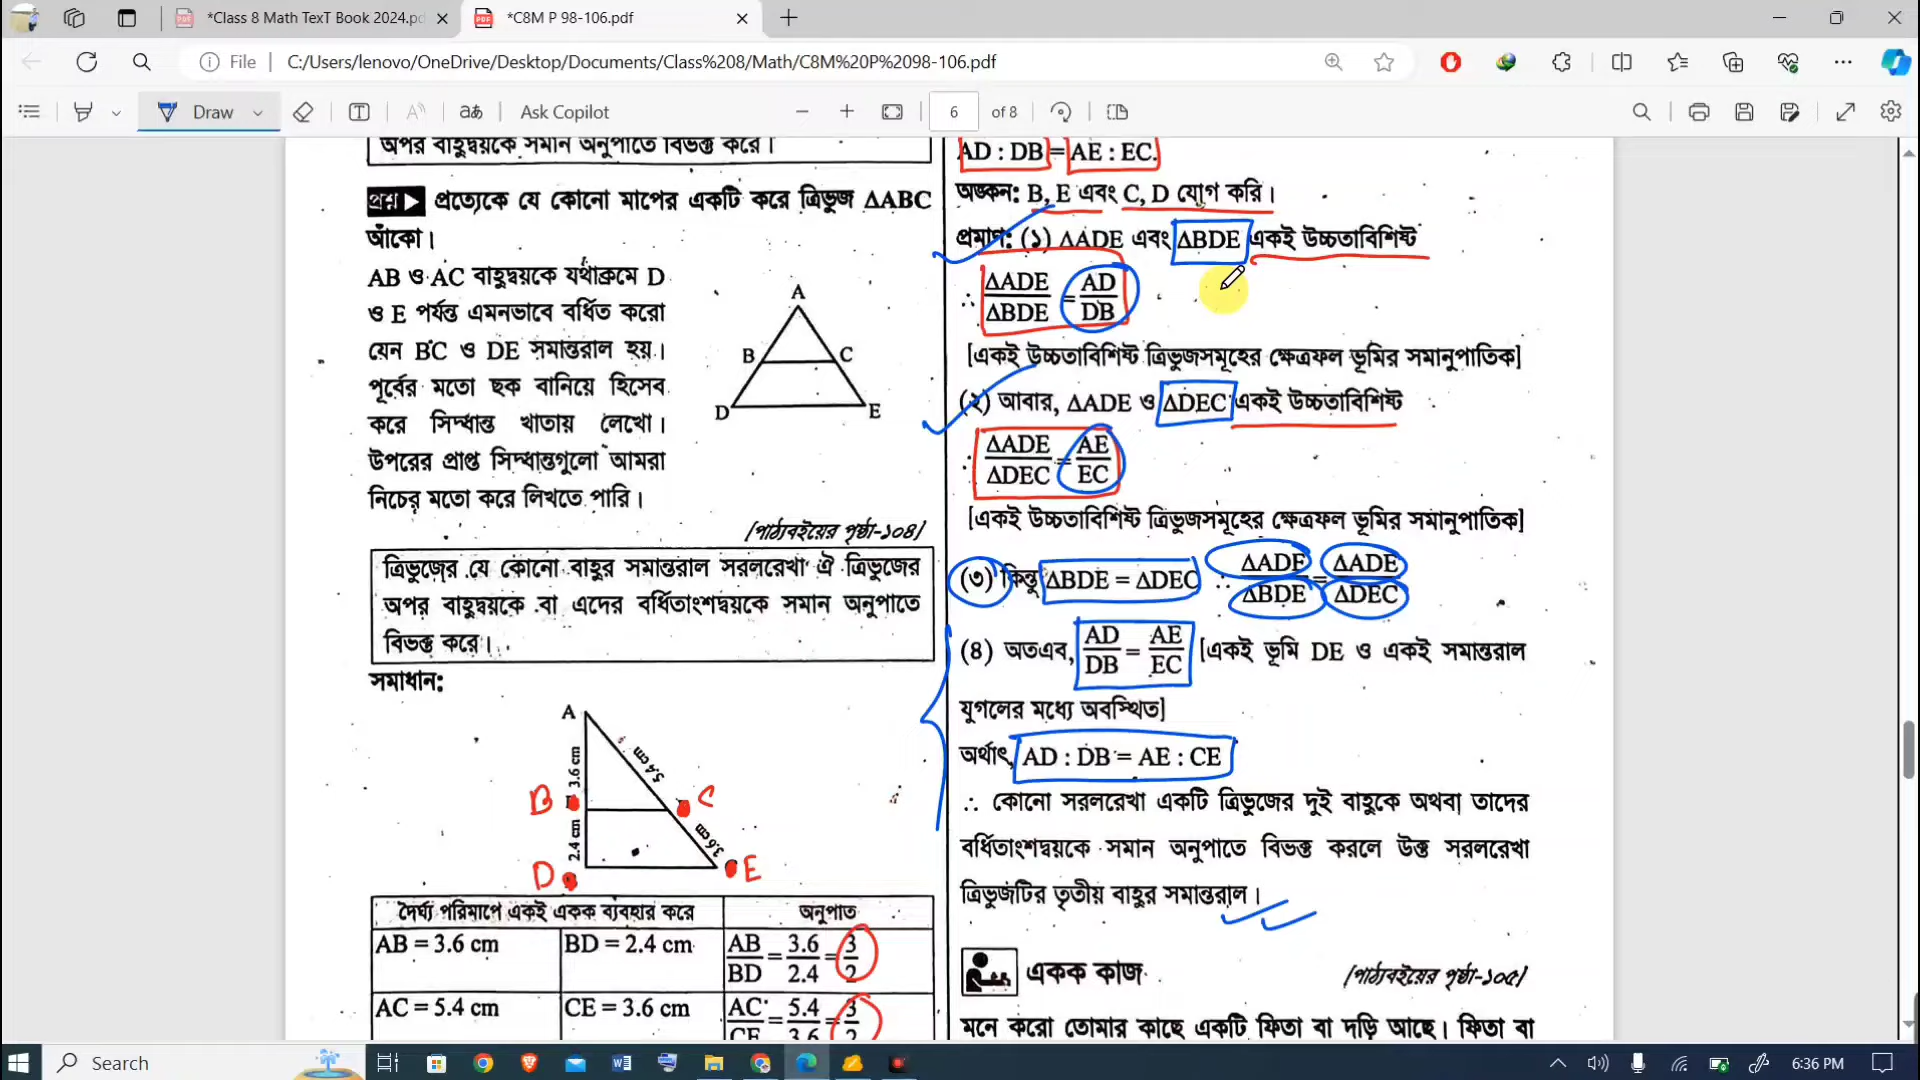 *Class 8 Math TexT Book 2024.pd
*C8M P 98-106.pdf
File
C:/Users/lenovo/OneDrive/Desktop/Documents/Class%208/Math/C8M%20P%2098-106.pdf
Draw
aあ
Ask Copilot
6
of 8
অপর বাহুদ্বয়কে সমান অনুপাতে বিভক্ত করে।
প্রশ্ন▶ প্রত্যেকে যে কোনো মাপের একটি করে ত্রিভুজ ΔABC
আঁকো।
AB ও AC বাহুদ্বয়কে যথাক্রমে D
ও E পর্যন্ত এমনভাবে বর্ধিত করো
যেন BC ও DE সমান্তরাল হয়।
পূর্বের মতো ছক বানিয়ে হিসেব
করে সিদ্ধান্ত খাতায় লেখো।
উপরের প্রাপ্ত সিদ্ধান্তগুলো আমরা
নিচের মতো করে লিখতে পারি।
A
B
C
D
E
[পাঠ্যবইয়ের পৃষ্ঠা-১০৪]
ত্রিভুজের যে কোনো বাহুর সমান্তরাল সরলরেখা ঐ ত্রিভুজের
অপর বাহুদ্বয়কে বা এদের বর্ধিতাংশদ্বয়কে সমান অনুপাতে
বিভক্ত করে।
সমাধান:
A
3.6 cm
5.4 cm
B
C
2.4 cm
3.6 cm
D
E
দৈর্ঘ্য পরিমাপে একই একক ব্যবহার করে
অনুপাত
AB = 3.6 cm
BD = 2.4 cm
AB/BD = 3.6/2.4 = 3/2
AC = 5.4 cm
CE = 3.6 cm
AC/CE = 5.4/3.6 = 3/2
AD : DB = AE : EC.
অঙ্কন: B, E এবং C, D যোগ করি।
প্রমাণ: (১) ΔADE এবং ΔBDE একই উচ্চতাবিশিষ্ট
∴ ΔADE/ΔBDE = AD/DB
[একই উচ্চতাবিশিষ্ট ত্রিভুজসমূহের ক্ষেত্রফল ভূমির সমানুপাতিক]
(২) আবার, ΔADE ও ΔDEC একই উচ্চতাবিশিষ্ট
∴ ΔADE/ΔDEC = AE/EC
[একই উচ্চতাবিশিষ্ট ত্রিভুজসমূহের ক্ষেত্রফল ভূমির সমানুপাতিক]
(৩) কিন্তু ΔBDE = ΔDEC ∴ ΔADE/ΔBDE = ΔADE/ΔDEC
(৪) অতএব, AD/DB = AE/EC [একই ভূমি DE ও একই সমান্তরাল
যুগলের মধ্যে অবস্থিত]
অর্থাৎ, AD : DB = AE : CE
∴ কোনো সরলরেখা একটি ত্রিভুজের দুই বাহুকে অথবা তাদের
বর্ধিতাংশদ্বয়কে সমান অনুপাতে বিভক্ত করলে উক্ত সরলরেখা
ত্রিভুজটির তৃতীয় বাহুর সমান্তরাল।
একক কাজ
[পাঠ্যবইয়ের পৃষ্ঠা-১০৫]
মনে করো তোমার কাছে একটি ফিতা বা দড়ি আছে। ফিতা বা
Search
6:36 PM